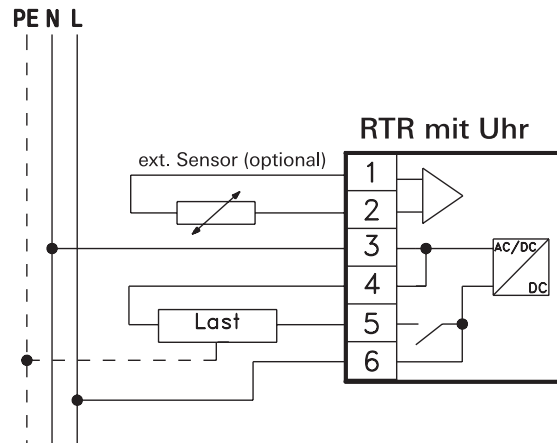 PE N L
RTR mit Uhr
ext. Sensor (optional)
1
2
3
AC/DC
4
DC
Last
5
6